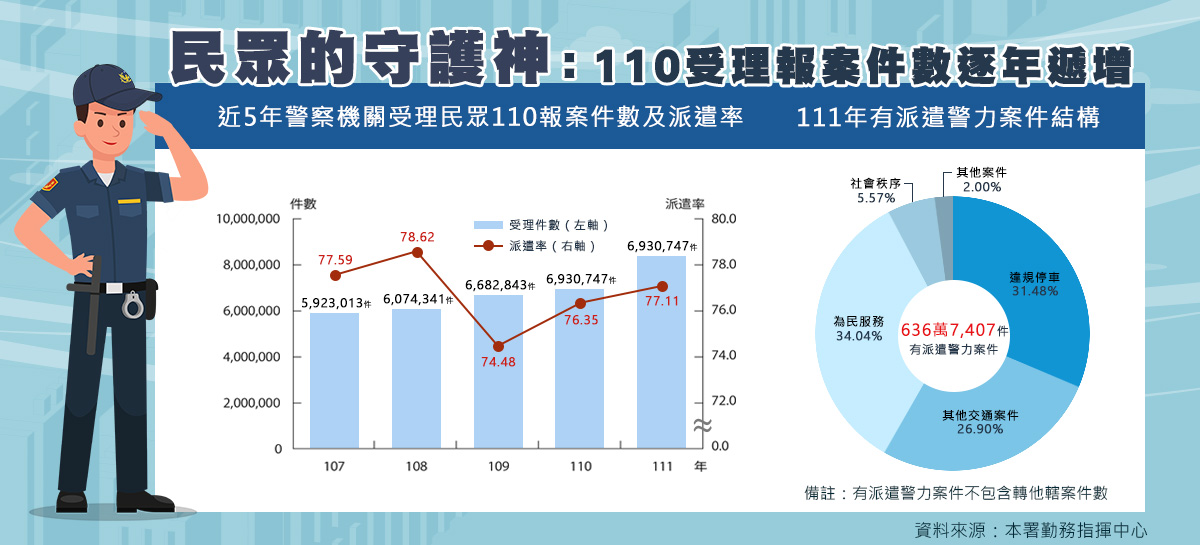 民眾的守護神：110受理報案件數逐年遞增
近5年警察機關受理民眾110報案件數及派遣率
111年有派遣警力案件結構
件數
派遣率
受理件數（左軸）
派遣率（右軸）
10,000,000
8,000,000
6,000,000
4,000,000
2,000,000
0
80.0
78.0
76.0
74.0
72.0
0.0
77.59
78.62
74.48
76.35
77.11
5,923,013件
6,074,341件
6,682,843件
6,930,747件
6,930,747件
107
108
109
110
111
年
其他案件
2.00%
社會秩序
5.57%
違規停車
31.48%
為民服務
34.04%
636萬7,407件
有派遣警力案件
其他交通案件
26.90%
備註：有派遣警力案件不包含轉他轄案件數
資料來源：本署勤務指揮中心